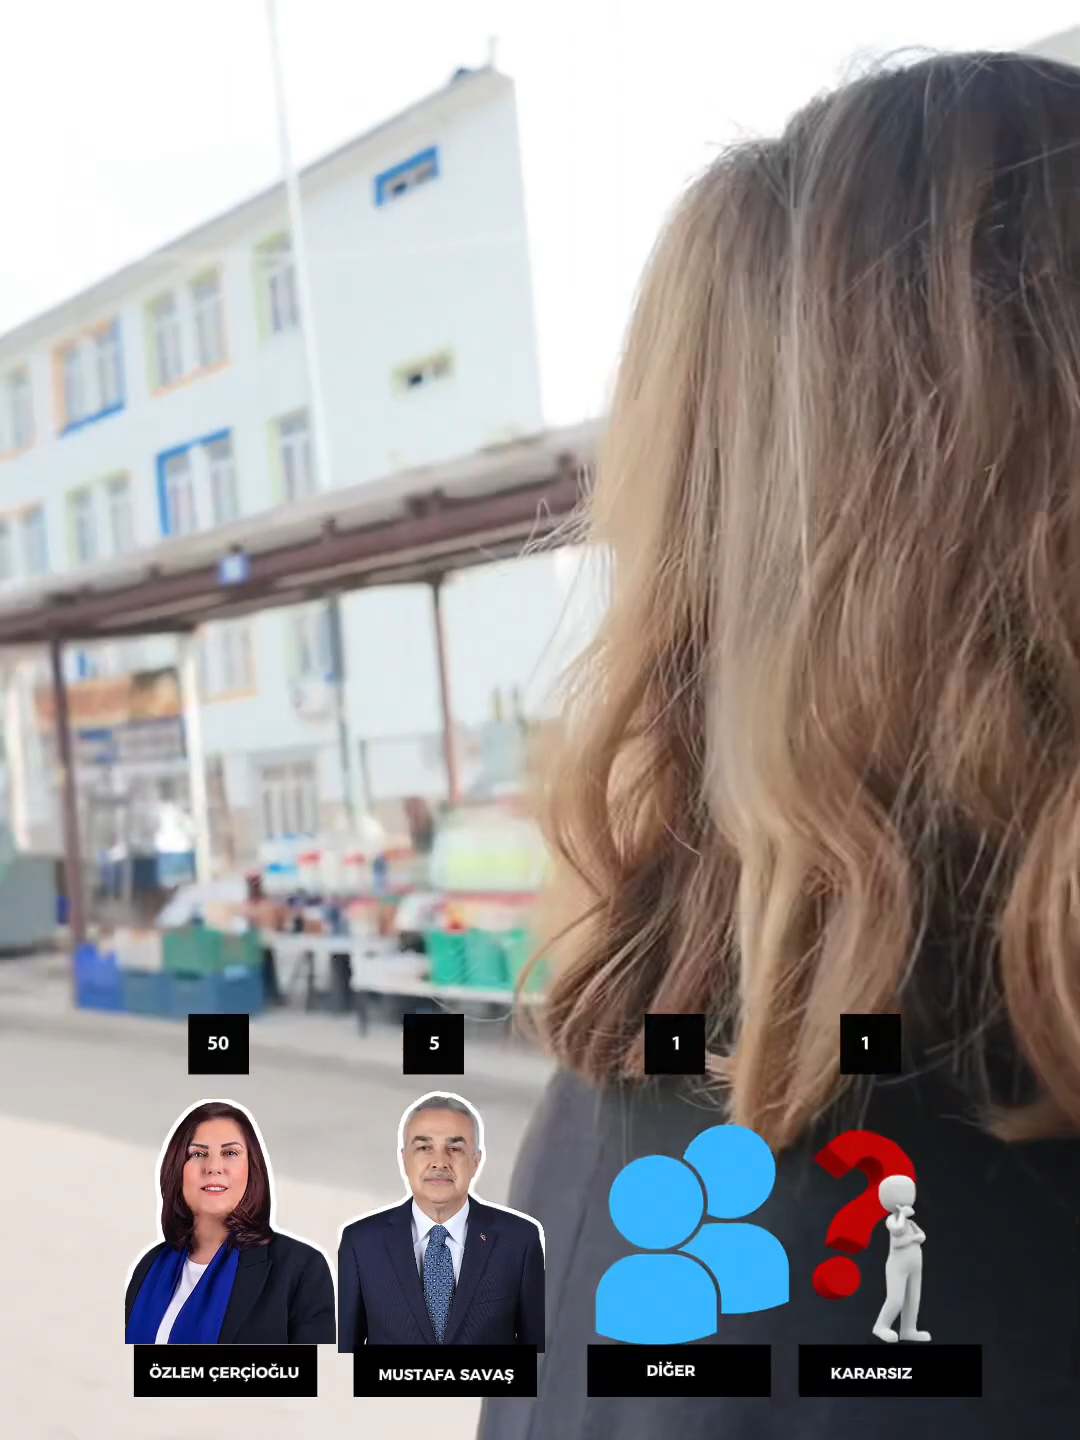 50
5
1
1
ÖZLEM ÇERÇİOĞLU
MUSTAFA SAVAŞ
DİĞER
KARARSIZ